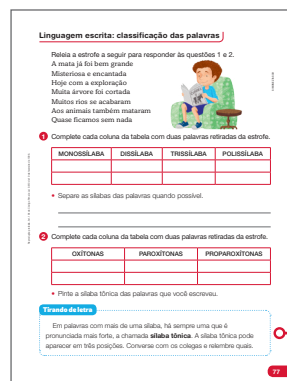 Linguagem escrita: classificação das palavras
Releia a estrofe a seguir para responder às questões 1 e 2.
A mata já foi bem grande
Misteriosa e encantada
Hoje com a exploração
Muita árvore foi cortada
Muitos rios se acabaram
Aos animais também mataram
Quase ficamos sem nada
1 Complete cada coluna da tabela com duas palavras retiradas da estrofe.
MONOSSÍLABA DISSÍLABA TRISSÍLABA POLISSÍLABA
• Separe as sílabas das palavras quando possível.
2 Complete cada coluna da tabela com duas palavras retiradas da estrofe.
OXÍTONAS PAROXÍTONAS PROPAROXÍTONAS
• Pinte a sílaba tônica das palavras que você escreveu.
Tirando de letra
Em palavras com mais de uma sílaba, há sempre uma que é
pronunciada mais forte, a chamada sílaba tônica. A sílaba tônica pode
aparecer em três posições. Converse com os colegas e relembre quais.
77